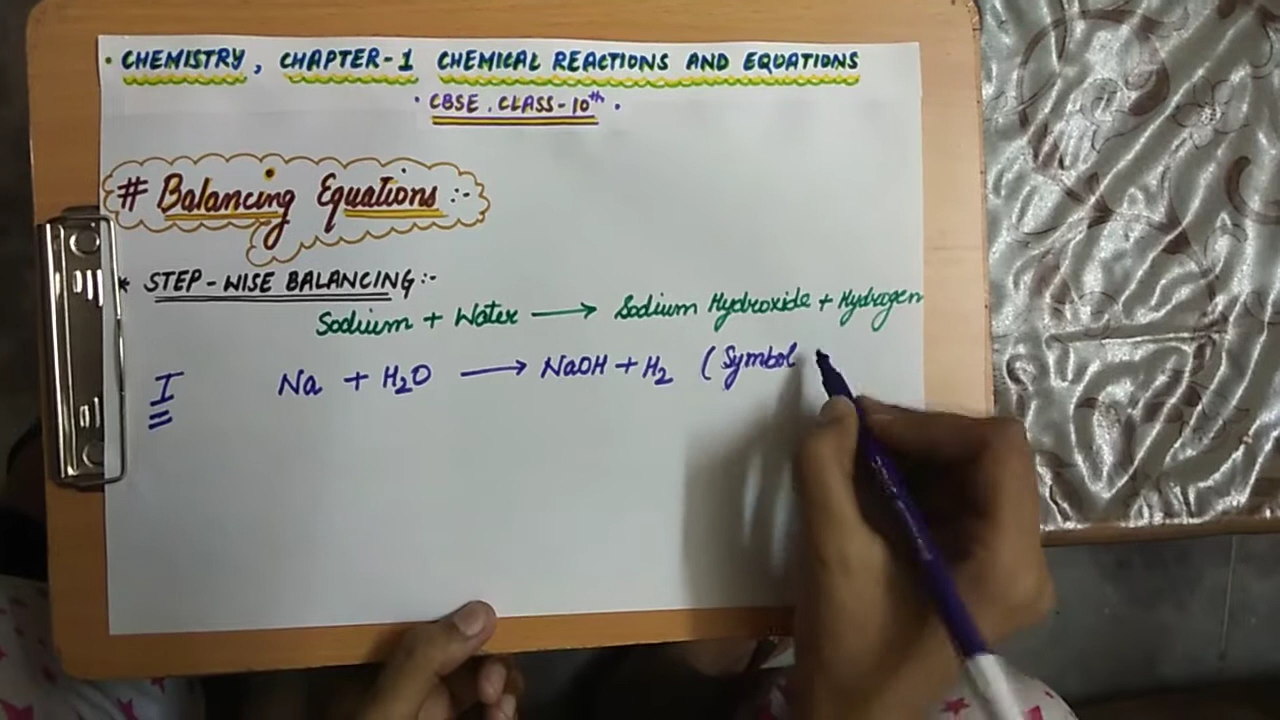 • CHEMISTRY, CHAPTER-1 CHEMICAL REACTIONS AND EQUATIONS
• CBSE. CLASS-10th •
# Balancing Equations :-
* STEP-WISE BALANCING:-
Sodium + Water ⟶ Sodium Hydroxide + Hydrogen
I Na + H₂O ⟶ NaOH + H₂ (Symbol